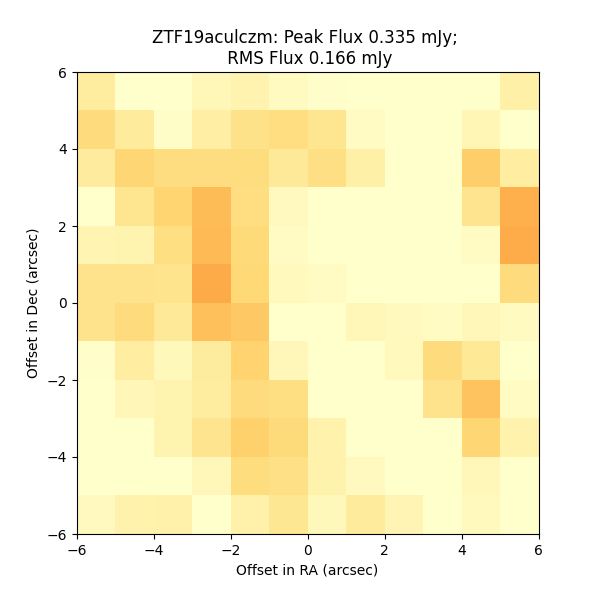 ZTF19aculczm: Peak Flux 0.335 mJy;
RMS Flux 0.166 mJy
6
4
2
0
−2
−4
−6
Offset in Dec (arcsec)
−6 −4 −2 0 2 4 6
Offset in RA (arcsec)